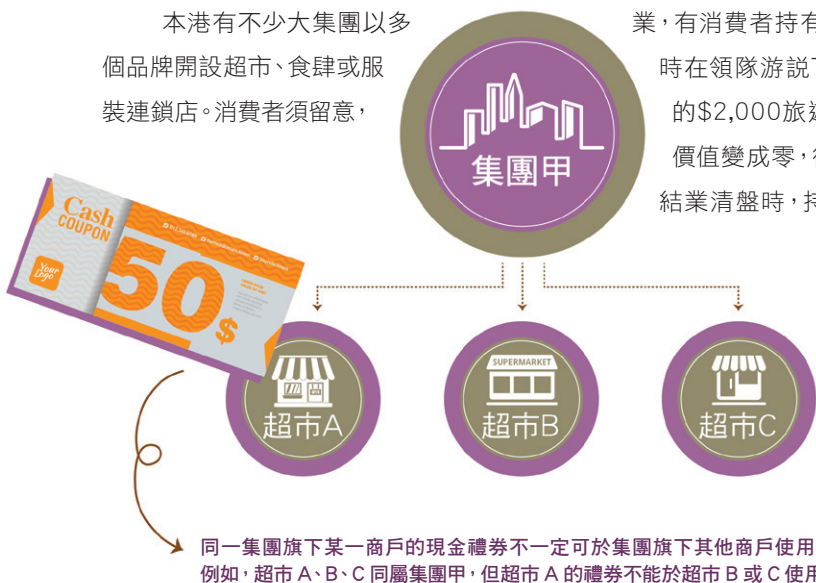 本港有不少大集團以多
個品牌開設超市、食肆或服
裝連鎖店。消費者須留意，
業，有消費者持有
時在領隊游説下
的$2,000旅遊
價值變成零，
結業清盤時，持
集團甲
Cash
COUPON
50$
Your
Logo
SUPERMARKET
超市A
超市B
超市C
同一集團旗下某一商戶的現金禮券不一定可於集團旗下其他商戶使用
例如，超市 A、B、C 同屬集團甲，但超市 A 的禮券不能於超市 B 或 C 使用